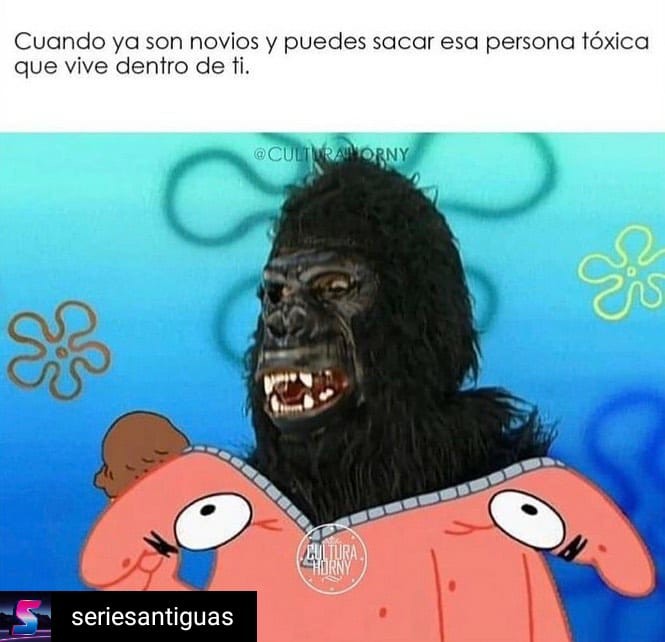 Cuando ya son novios y puedes sacar esa persona tóxica
que vive dentro de ti.
@CULTURAHORNY
CULTURA
HORNY
S
seriesantiguas